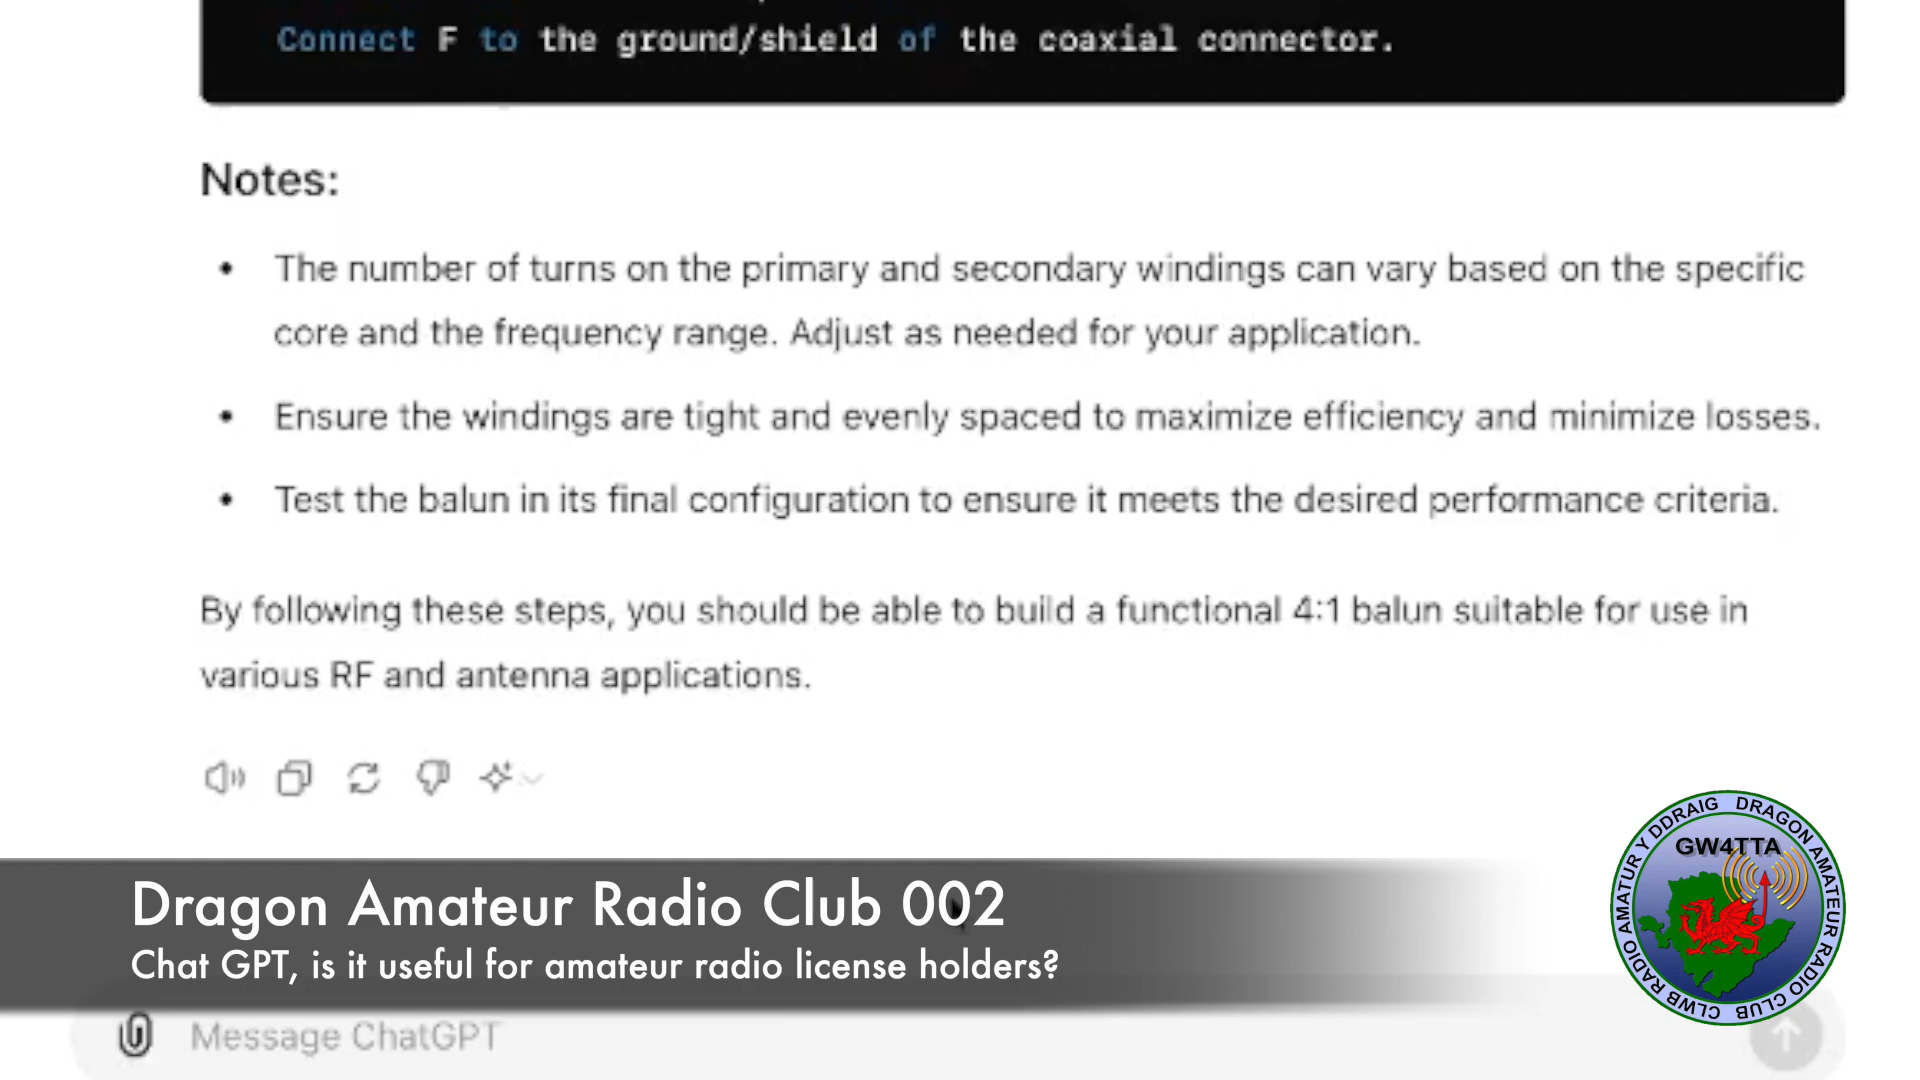 Connect F to the ground/shield of the coaxial connector.
Notes:
• The number of turns on the primary and secondary windings can vary based on the specific
core and the frequency range. Adjust as needed for your application.
• Ensure the windings are tight and evenly spaced to maximize efficiency and minimize losses.
• Test the balun in its final configuration to ensure it meets the desired performance criteria.
By following these steps, you should be able to build a functional 4:1 balun suitable for use in
various RF and antenna applications.
Dragon Amateur Radio Club 002
Chat GPT, is it useful for amateur radio license holders?
CLWB RADIO AMATUR Y DDRAIG
DRAGON AMATEUR RADIO CLUB
GW4TTA
Message ChatGPT